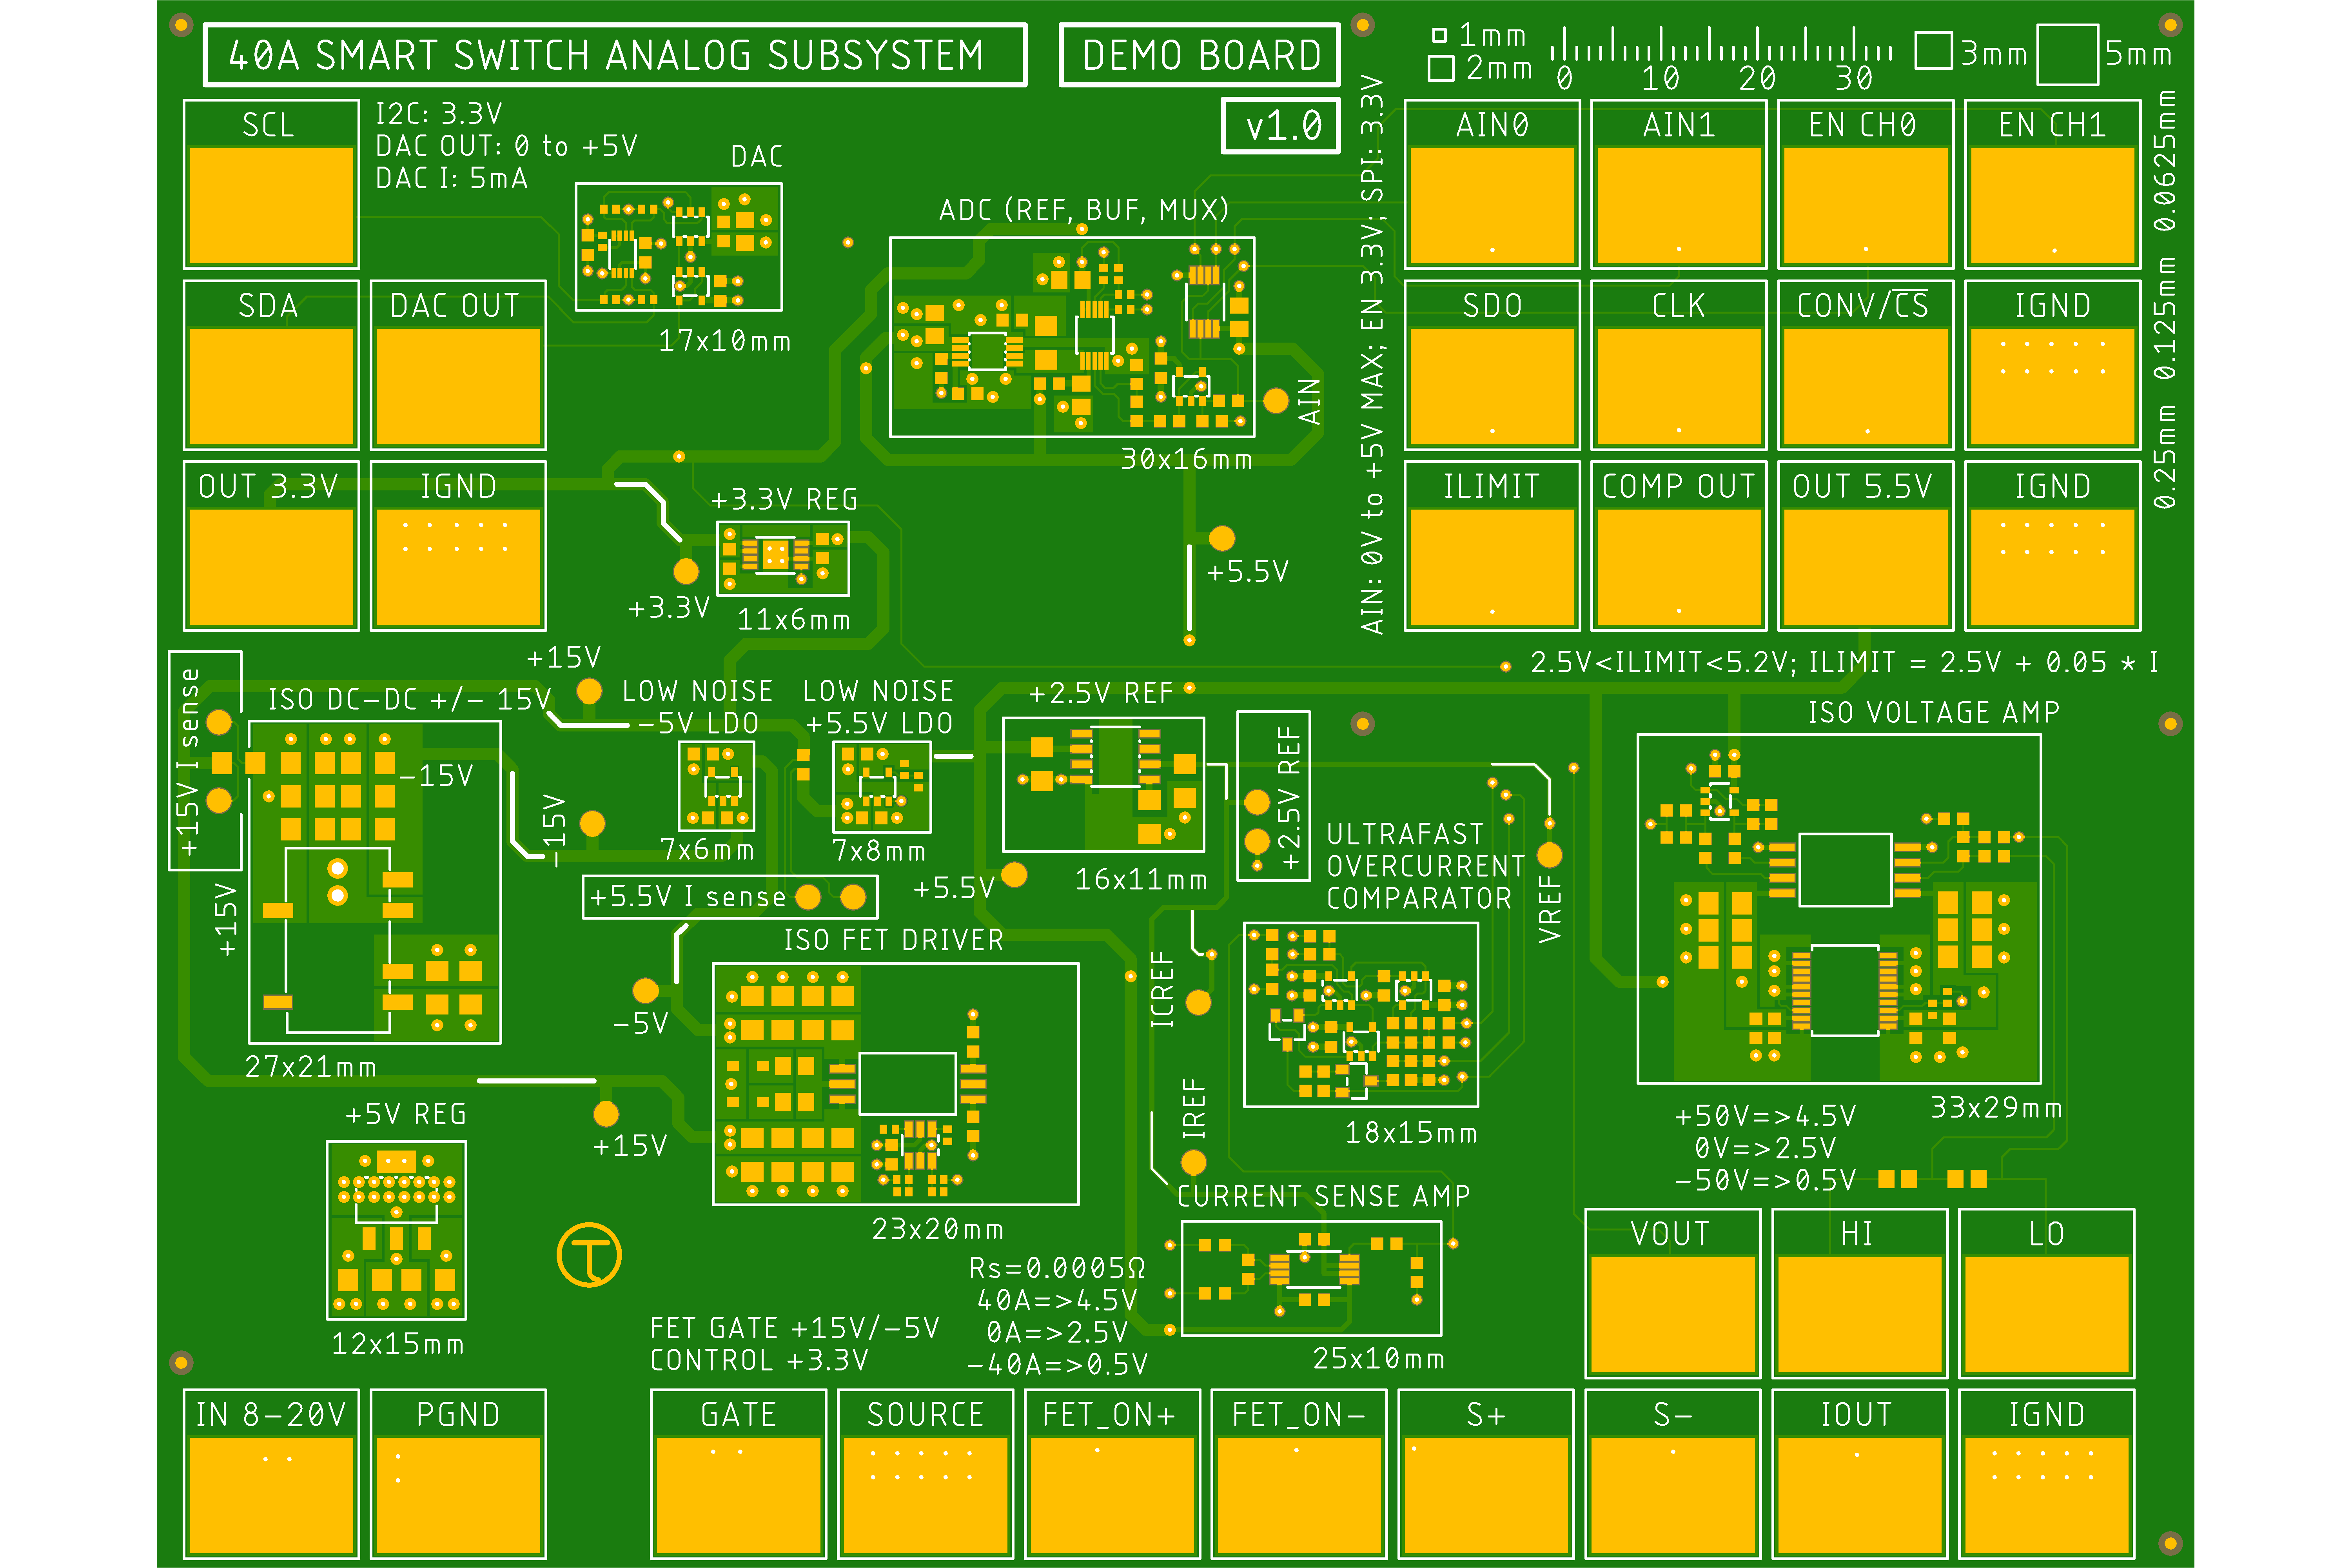 40A SMART SWITCH ANALOG SUBSYSTEM
DEMO BOARD
v1.0
1mm
2mm
0 10 20 30
3mm
5mm
SCL
I2C: 3.3V
DAC OUT: 0 to +5V
DAC I: 5mA
DAC
17x10mm
SDA
DAC OUT
OUT 3.3V
IGND
ADC (REF, BUF, MUX)
AIN
30x16mm
+3.3V REG
+3.3V
11x6mm
+5.5V
AIN: 0V to +5V MAX; EN 3.3V; SPI: 3.3V
AIN0
AIN1
EN CH0
EN CH1
SDO
CLK
CONV/C̅S̅
IGND
ILIMIT
COMP OUT
OUT 5.5V
IGND
0.25mm 0.125mm 0.0625mm
2.5V<ILIMIT<5.2V; ILIMIT = 2.5V + 0.05 * I
+15V I sense
+15V
ISO DC-DC +/- 15V
-15V
-15V
+15V
27x21mm
LOW NOISE
-5V LDO
7x6mm
LOW NOISE
+5.5V LDO
7x8mm
+5.5V I sense
+2.5V REF
+5.5V
16x11mm
+2.5V REF
ULTRAFAST
OVERCURRENT
COMPARATOR
VREF
18x15mm
ISO VOLTAGE AMP
33x29mm
+50V=>4.5V
0V=>2.5V
-50V=>0.5V
ISO FET DRIVER
-5V
+15V
23x20mm
ICREF
IREF
+5V REG
12x15mm
T
CURRENT SENSE AMP
25x10mm
Rs=0.0005Ω
40A=>4.5V
0A=>2.5V
-40A=>0.5V
FET GATE +15V/-5V
CONTROL +3.3V
VOUT
HI
LO
IN 8-20V
PGND
GATE
SOURCE
FET_ON+
FET_ON-
S+
S-
IOUT
IGND